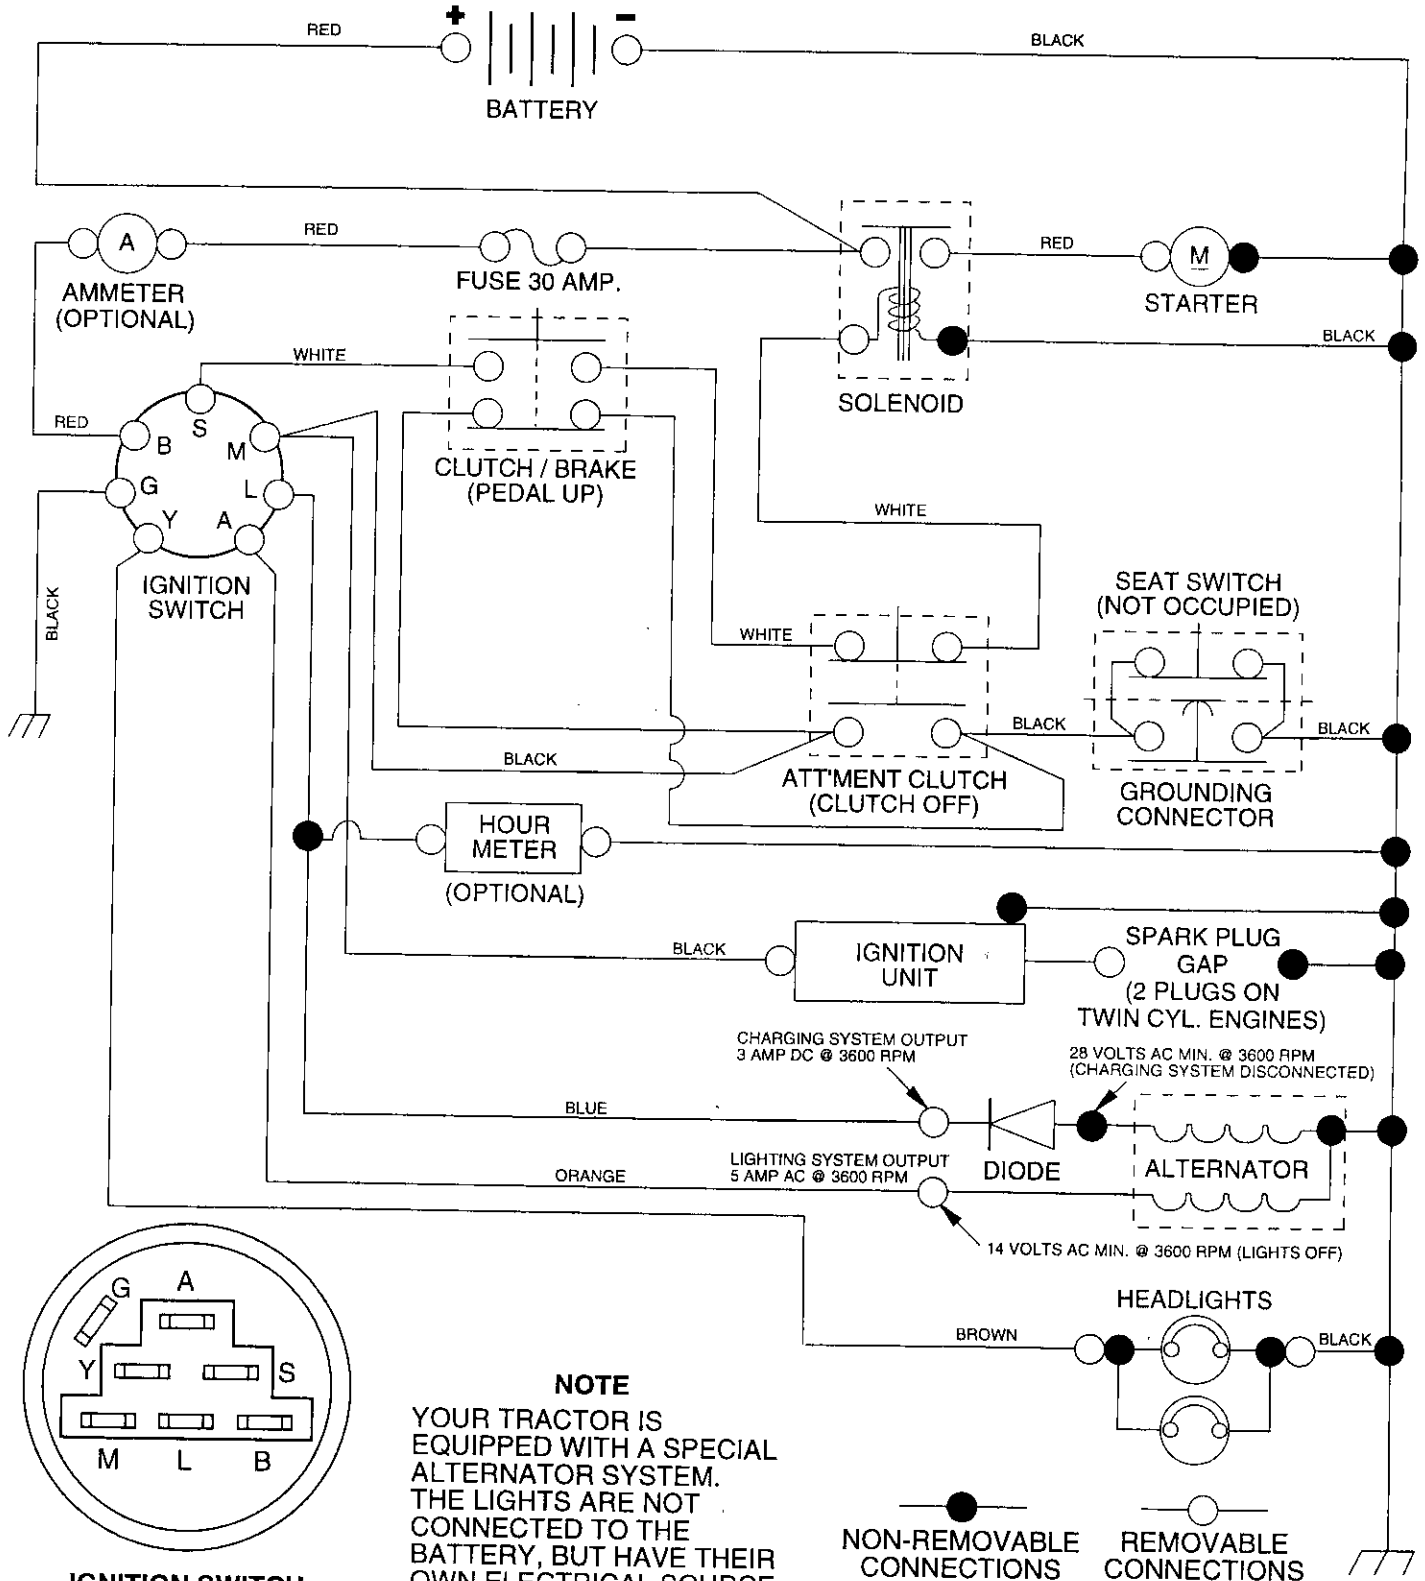 +
-
RED
BLACK
BATTERY
A
RED
RED
M
FUSE 30 AMP.
AMMETER
(OPTIONAL)
STARTER
BLACK
WHITE
SOLENOID
S
RED
B
M
CLUTCH / BRAKE
(PEDAL UP)
G
L
Y
A
WHITE
IGNITION
SWITCH
BLACK
SEAT SWITCH
(NOT OCCUPIED)
WHITE
BLACK
BLACK
BLACK
ATT'MENT CLUTCH
(CLUTCH OFF)
GROUNDING
CONNECTOR
HOUR
METER
(OPTIONAL)
BLACK
IGNITION
UNIT
SPARK PLUG
GAP
(2 PLUGS ON
TWIN CYL. ENGINES)
CHARGING SYSTEM OUTPUT
3 AMP DC @ 3600 RPM
28 VOLTS AC MIN. @ 3600 RPM
(CHARGING SYSTEM DISCONNECTED)
BLUE
DIODE
ALTERNATOR
LIGHTING SYSTEM OUTPUT
5 AMP AC @ 3600 RPM
ORANGE
14 VOLTS AC MIN. @ 3600 RPM (LIGHTS OFF)
HEADLIGHTS
BROWN
BLACK
G
A
Y
S
M
L
B
IGNITION SWITCH
NOTE
YOUR TRACTOR IS
EQUIPPED WITH A SPECIAL
ALTERNATOR SYSTEM.
THE LIGHTS ARE NOT
CONNECTED TO THE
BATTERY, BUT HAVE THEIR
OWN ELECTRICAL SOURCE
NON-REMOVABLE
CONNECTIONS
REMOVABLE
CONNECTIONS